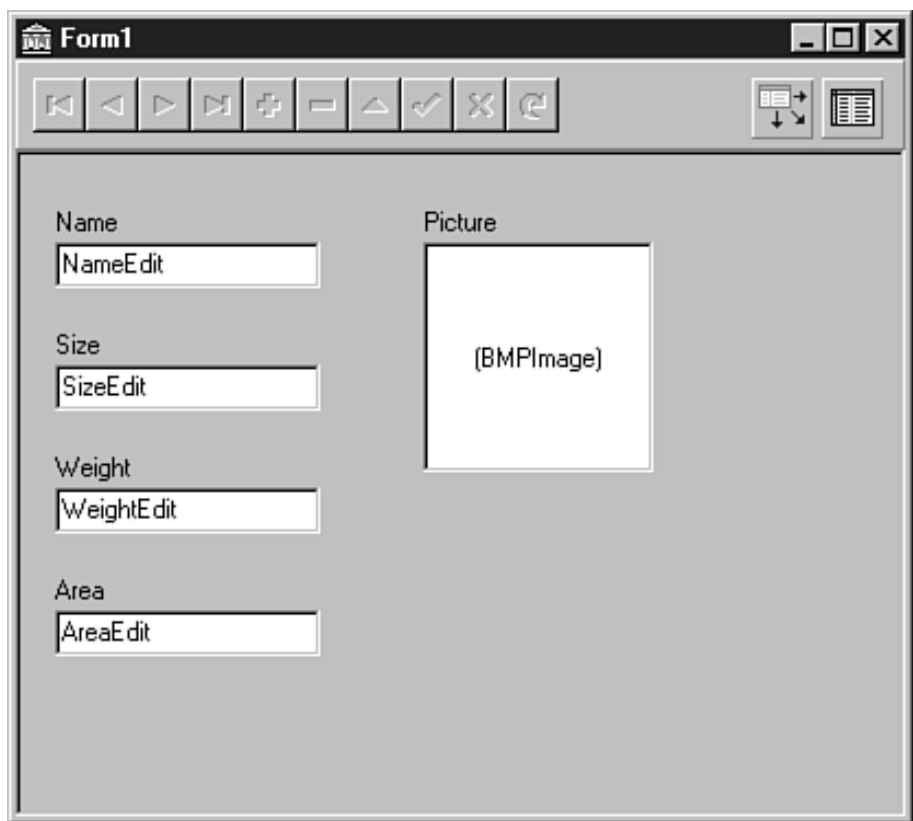 Form1
Name
NameEdit
Picture
(BMPImage)
Size
SizeEdit
Weight
WeightEdit
Area
AreaEdit